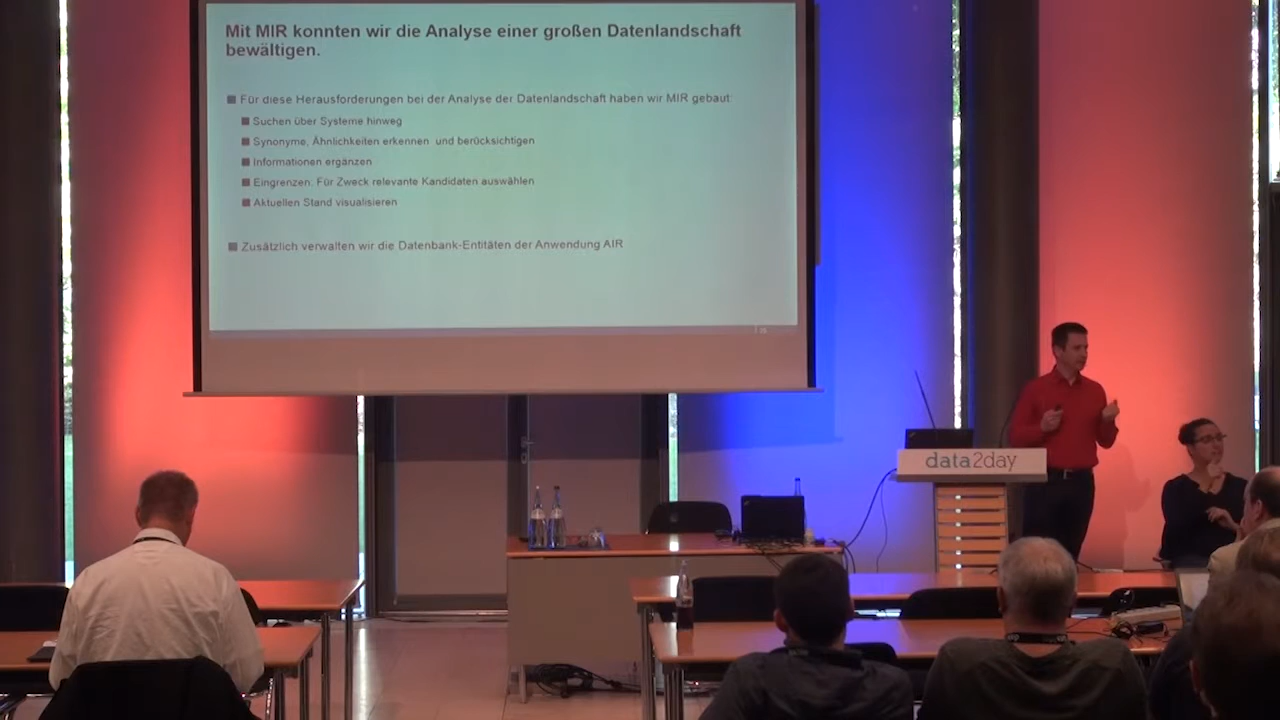 Mit MIR konnten wir die Analyse einer großen Datenlandschaft
bewältigen.
Für diese Herausforderungen bei der Analyse der Datenlandschaft haben wir MIR gebaut:
Suchen über Systeme hinweg
Synonyme, Ähnlichkeiten erkennen und berücksichtigen
Informationen ergänzen
Eingrenzen: Für Zweck relevante Kandidaten auswählen
Aktuellen Stand visualisieren
Zusätzlich verwalten wir die Datenbank-Entitäten der Anwendung AIR
data2day